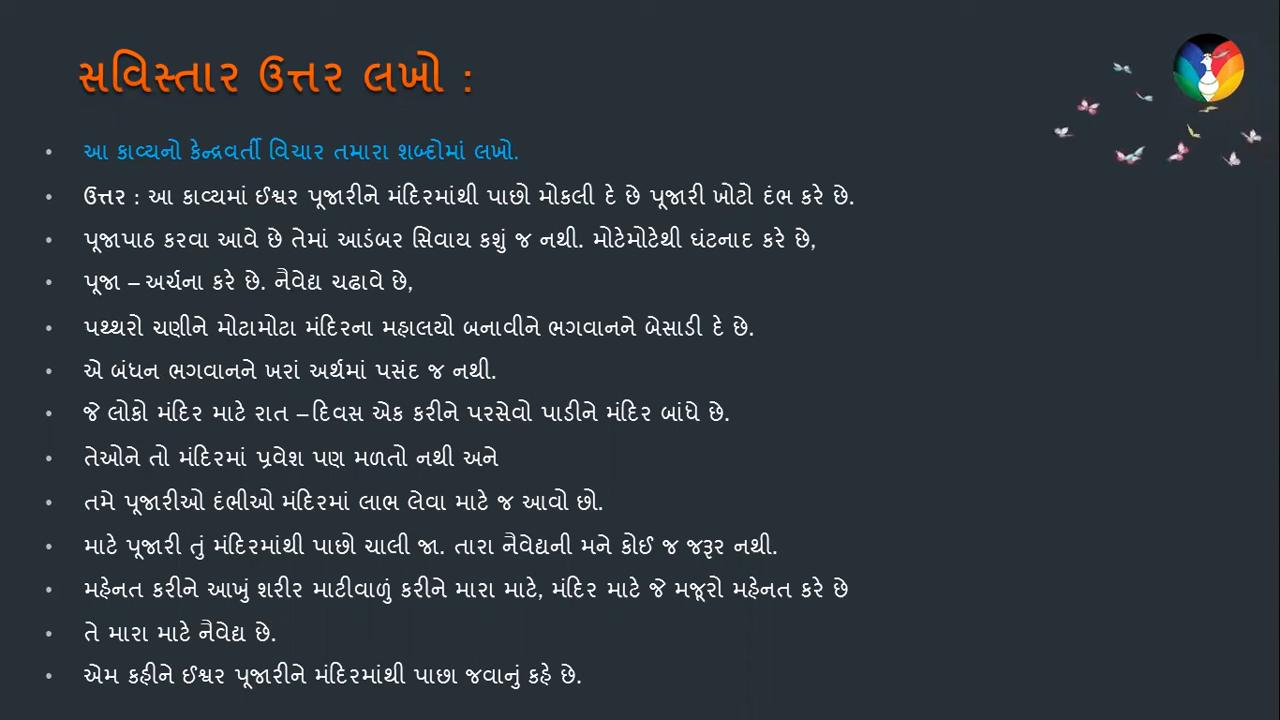 સવિસ્તાર ઉત્તર લખો :
• આ કાવ્યનો કેન્દ્રવર્તી વિચાર તમારા શબ્દોમાં લખો.
• ઉત્તર : આ કાવ્યમાં ઈશ્વર પૂજારીને મંદિરમાંથી પાછો મોકલી દે છે પૂજારી ખોટો દંભ કરે છે.
• પૂજાપાઠ કરવા આવે છે તેમાં આડંબર સિવાય કશું જ નથી. મોટેમોટેથી ઘંટનાદ કરે છે,
• પૂજા – અર્ચના કરે છે. નૈવેદ્ય ચઢાવે છે,
• પથ્થરો ચણીને મોટામોટા મંદિરના મહાલયો બનાવીને ભગવાનને બેસાડી દે છે.
• એ બંધન ભગવાનને ખરાં અર્થમાં પસંદ જ નથી.
• જે લોકો મંદિર માટે રાત – દિવસ એક કરીને પરસેવો પાડીને મંદિર બાંધે છે.
• તેઓને તો મંદિરમાં પ્રવેશ પણ મળતો નથી અને
• તમે પૂજારીઓ દંભીઓ મંદિરમાં લાભ લેવા માટે જ આવો છો.
• માટે પૂજારી તું મંદિરમાંથી પાછો ચાલી જા. તારા નૈવેદ્યની મને કોઈ જ જરૂર નથી.
• મહેનત કરીને આખું શરીર માટીવાળું કરીને મારા માટે, મંદિર માટે જે મજૂરો મહેનત કરે છે
• તે મારા માટે નૈવેદ્ય છે.
• એમ કહીને ઈશ્વર પૂજારીને મંદિરમાંથી પાછા જવાનું કહે છે.